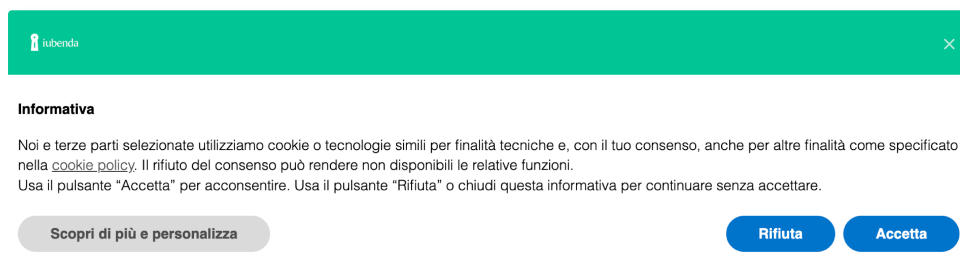 iubenda
×
Informativa
Noi e terze parti selezionate utilizziamo cookie o tecnologie simili per finalità tecniche e, con il tuo consenso, anche per altre finalità come specificato
nella cookie policy. Il rifiuto del consenso può rendere non disponibili le relative funzioni.
Usa il pulsante “Accetta” per acconsentire. Usa il pulsante “Rifiuta” o chiudi questa informativa per continuare senza accettare.
Scopri di più e personalizza
Rifiuta
Accetta